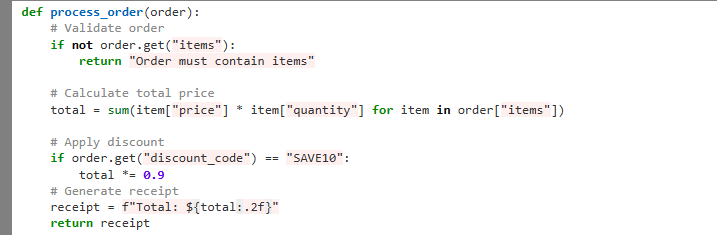 def process_order(order):
    # Validate order
    if not order.get("items"):
        return "Order must contain items"

    # Calculate total price
    total = sum(item["price"] * item["quantity"] for item in order["items"])

    # Apply discount
    if order.get("discount_code") == "SAVE10":
        total *= 0.9
    # Generate receipt
    receipt = f"Total: ${total:.2f}"
    return receipt